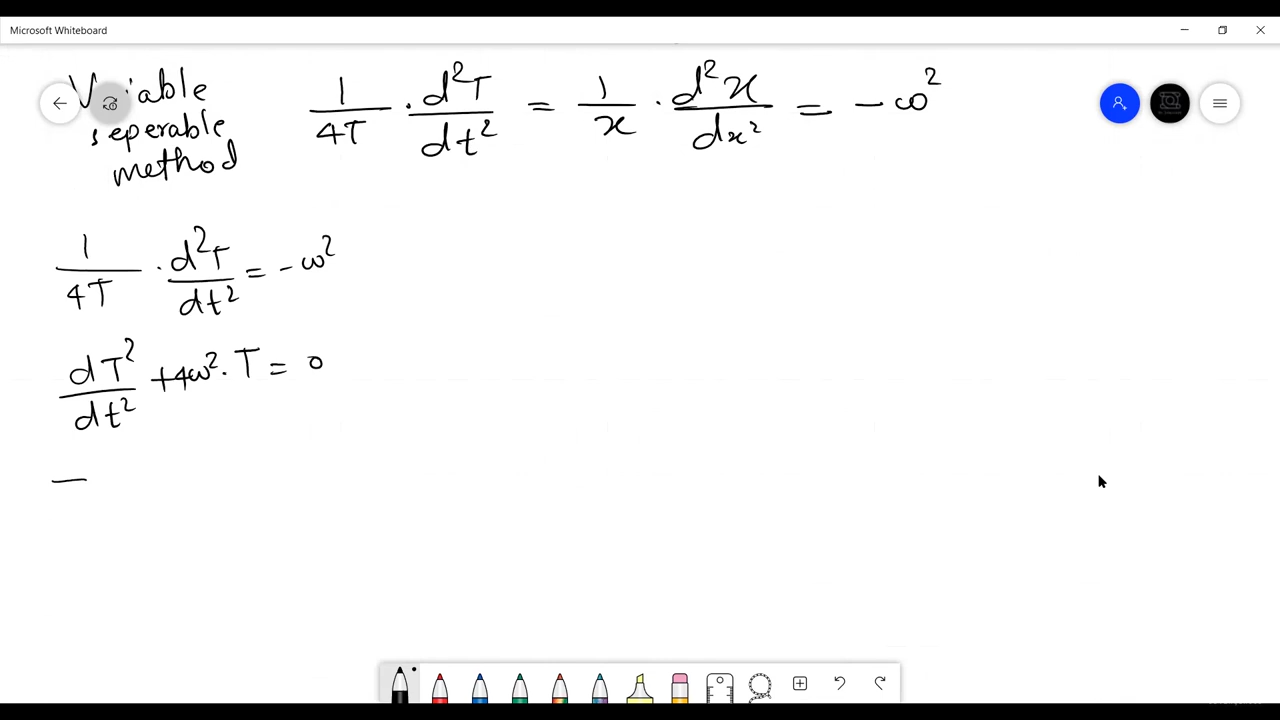 Microsoft Whiteboard
Variable
seperable
method
1/4T · d²T/dt² = 1/x · d²x/dx² = -ω²
1/4T · d²T/dt² = -ω²
dT²/dt² + 4ω² · T = 0